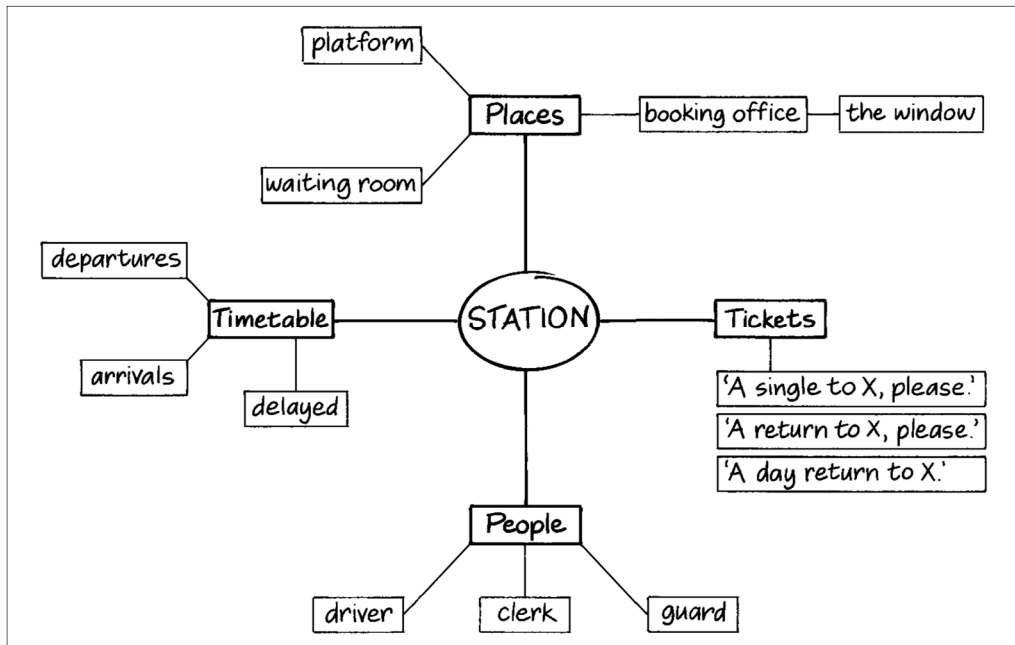 platform
Places
booking office
the window
waiting room
departures
Timetable
STATION
Tickets
arrivals
delayed
'A single to X, please.'
'A return to X, please.'
'A day return to X.'
People
driver
clerk
guard